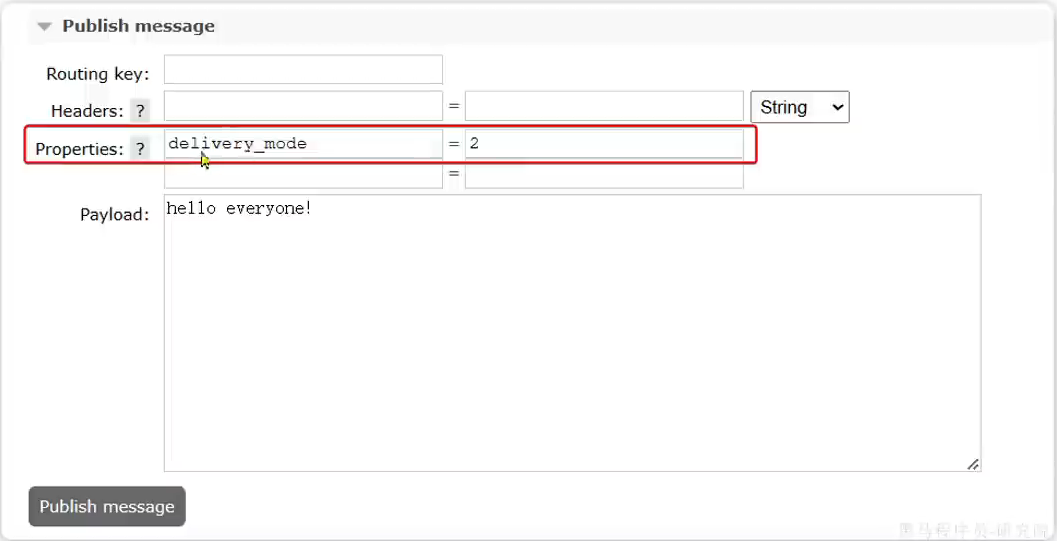 Publish message
Routing key:
Headers: ? = String
Properties: ? delivery_mode = 2
=
Payload: hello everyone!
Publish message
黑马程序员-研究院